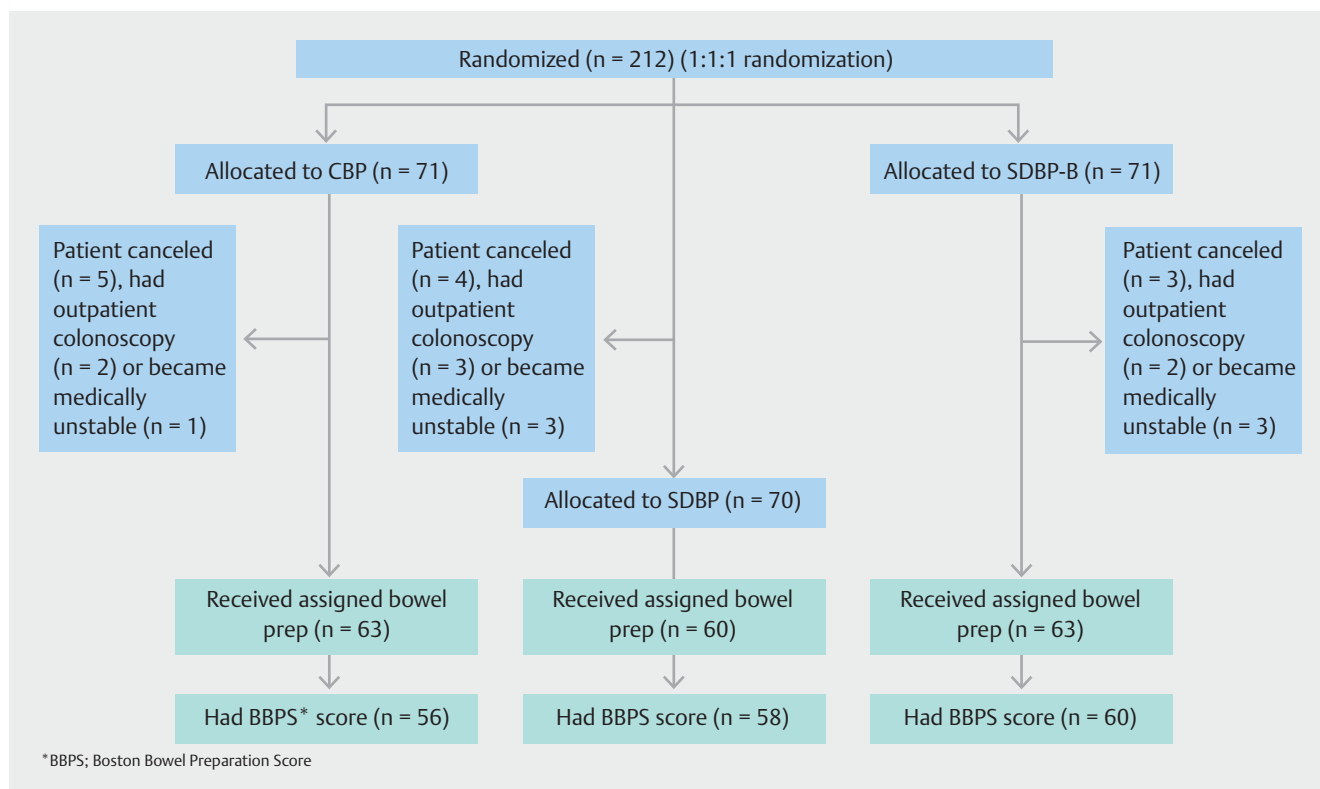 Randomized (n = 212) (1:1:1 randomization)
Allocated to CBP (n = 71)
Allocated to SDBP-B (n = 71)
Patient canceled
(n = 5), had
outpatient
colonoscopy
(n = 2) or became
medically
unstable (n = 1)
Patient canceled
(n = 4), had
outpatient
colonoscopy
(n = 3) or became
medically
unstable (n = 3)
Patient canceled
(n = 3), had
outpatient
colonoscopy
(n = 2) or became
medically
unstable (n = 3)
Allocated to SDBP (n = 70)
Received assigned bowel
prep (n = 63)
Received assigned bowel
prep (n = 60)
Received assigned bowel
prep (n = 63)
Had BBPS* score (n = 56)
Had BBPS score (n = 58)
Had BBPS score (n = 60)
*BBPS; Boston Bowel Preparation Score